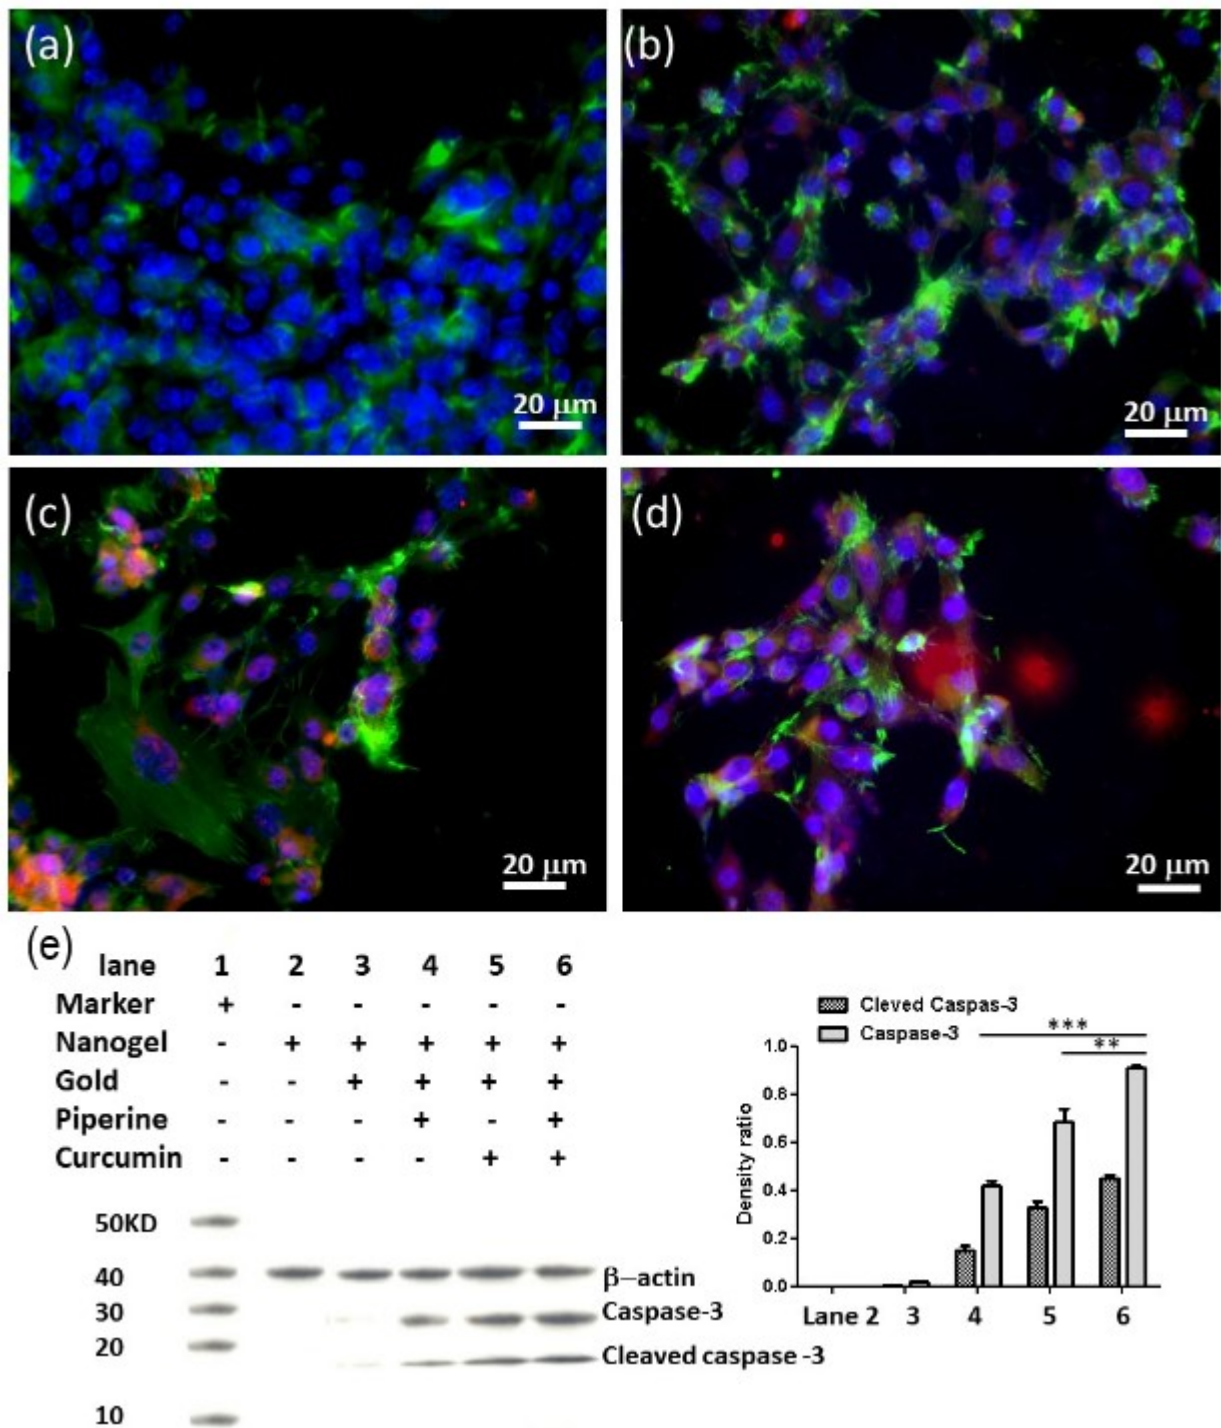 (a)
(b)
20 µm
20 µm
(c)
(d)
20 µm
20 µm
(e)
lane 1 2 3 4 5 6
Marker + - - - - -
Nanogel - + + + + +
Gold - - + + + +
Piperine - - - + - +
Curcumin - - - - + +
50KD
40
30
20
10
β–actin
Caspase-3
Cleaved caspase -3
Cleved Caspas-3
Caspase-3
***
**
1.0
0.8
0.6
0.4
0.2
0.0
Density ratio
Lane 2 3 4 5 6